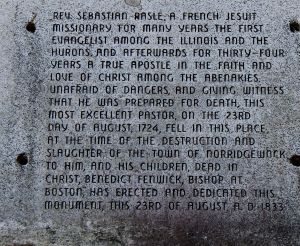 REV. SEBASTIAN RASLE, A FRENCH JESUIT
MISSIONARY FOR MANY YEARS THE FIRST
EVANGELIST AMONG THE ILLINOIS AND THE
HURONS, AND AFTERWARDS FOR THIRTY-FOUR
YEARS A TRUE APOSTLE IN THE FAITH AND
LOVE OF CHRIST AMONG THE ABENAKIES,
UNAFRAID OF DANGERS, AND GIVING WITNESS
THAT HE WAS PREPARED FOR DEATH, THIS
MOST EXCELLENT PASTOR, ON THE 23RD
DAY OF AUGUST, 1724, FELL IN THIS PLACE,
AT THE TIME OF THE DESTRUCTION AND
SLAUGHTER OF THE TOWN OF NORRIDGEWOCK
TO HIM, AND HIS CHILDREN, DEAD IN
CHRIST, BENEDICT FENWICK, BISHOP AT
BOSTON, HAS ERECTED AND DEDICATED THIS
MONUMENT, THIS 23RD OF AUGUST, A. D. 1833